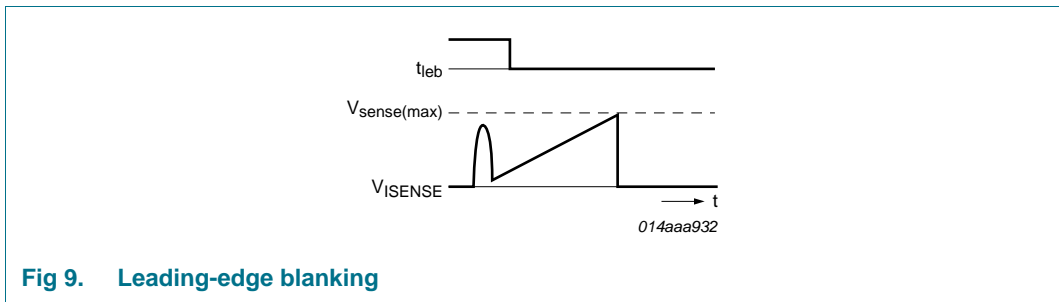 tleb
Vsense(max)
VISENSE
t
014aaa932
Fig 9. Leading-edge blanking